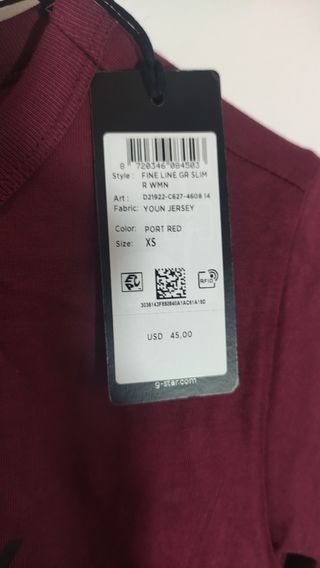 8 720346 084503
Style : FINE LINE GR SLIM
R WMN
Art : D21922-C627-4608 14
Fabric: YOUN JERSEY
Color: PORT RED
Size: XS
RFID
USD 45,00
g-star.com